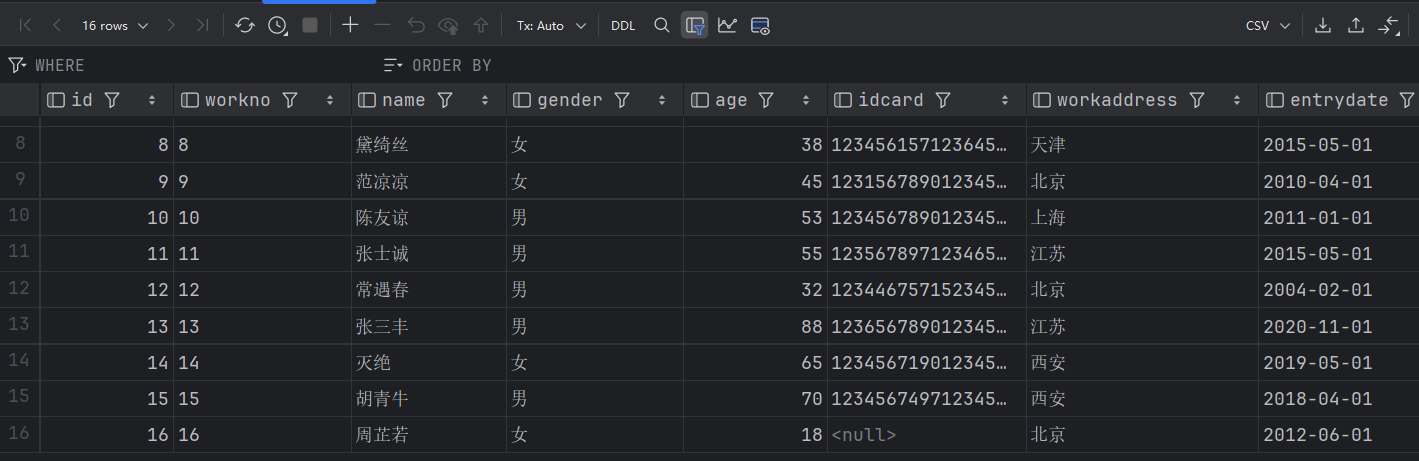 16 rows Tx: Auto DDL CSV
WHERE ORDER BY
id workno name gender age idcard workaddress entrydate
8 8 8 黛绮丝 女 38 123456157123645… 天津 2015-05-01
9 9 9 范凉凉 女 45 123156789012345… 北京 2010-04-01
10 10 10 陈友谅 男 53 123456789012345… 上海 2011-01-01
11 11 11 张士诚 男 55 123567897123465… 江苏 2015-05-01
12 12 12 常遇春 男 32 123446757152345… 北京 2004-02-01
13 13 13 张三丰 男 88 123656789012345… 江苏 2020-11-01
14 14 14 灭绝 女 65 123456719012345… 西安 2019-05-01
15 15 15 胡青牛 男 70 123456749712345… 西安 2018-04-01
16 16 16 周芷若 女 18 <null> 北京 2012-06-01